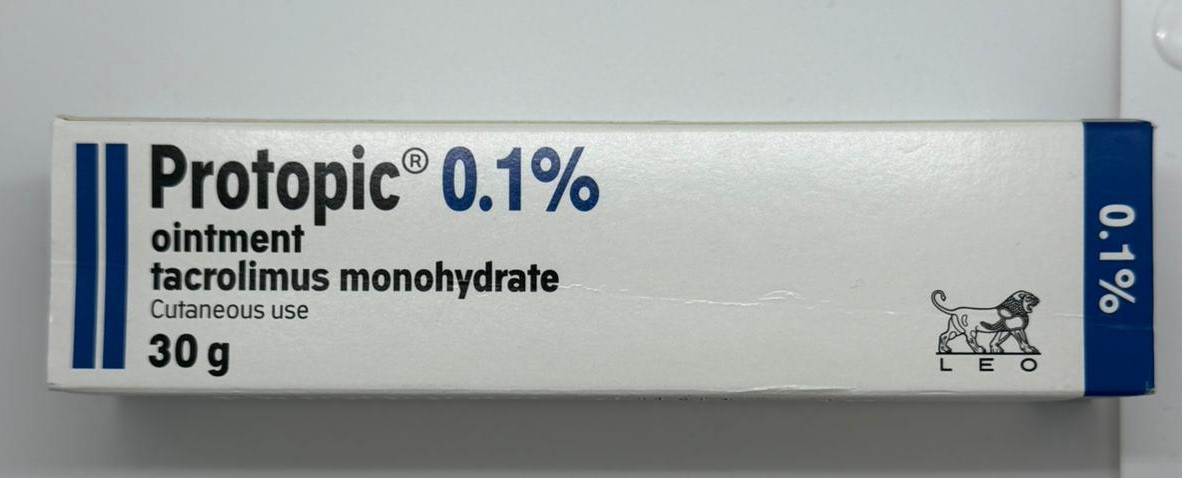 Protopic® 0.1%
ointment
tacrolimus monohydrate
Cutaneous use
30 g
LEO
0.1%